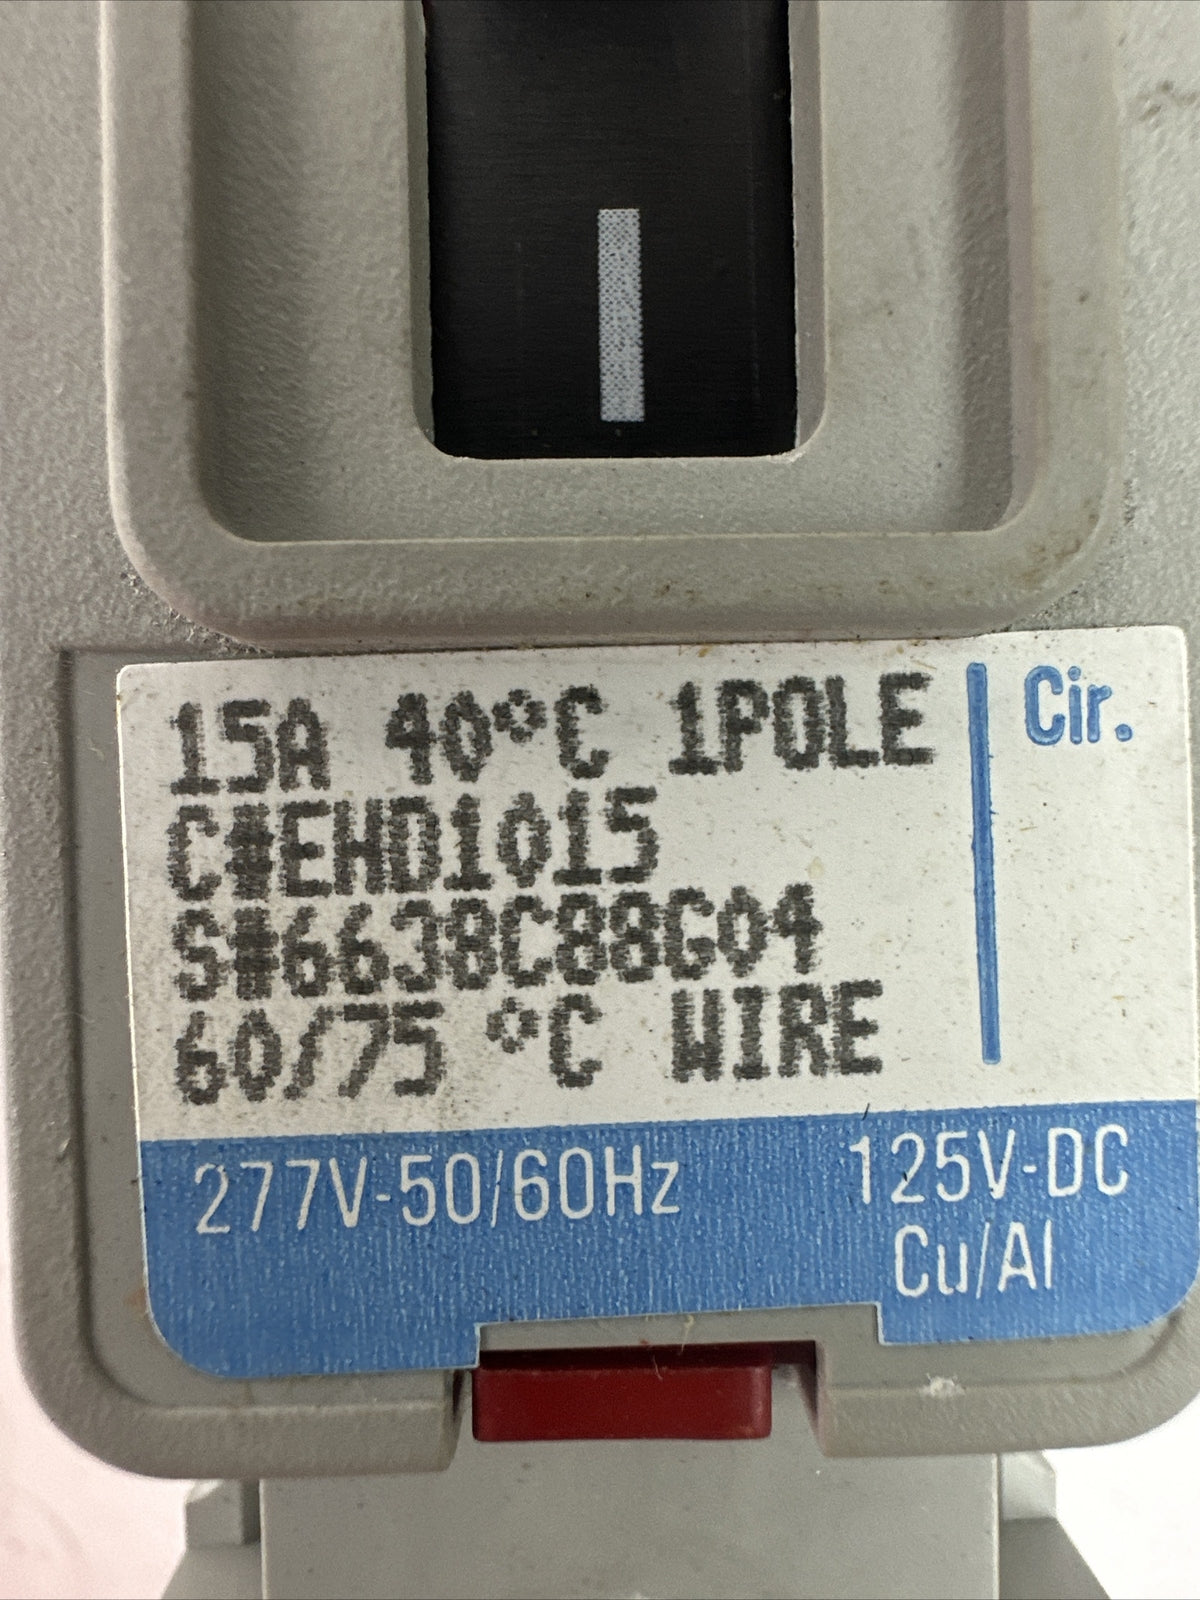 15A 40°C 1POLE
Cir.
C#EHD1015
S#6638C88G04
60/75 °C WIRE
277V-50/60Hz
125V-DC
Cu/Al